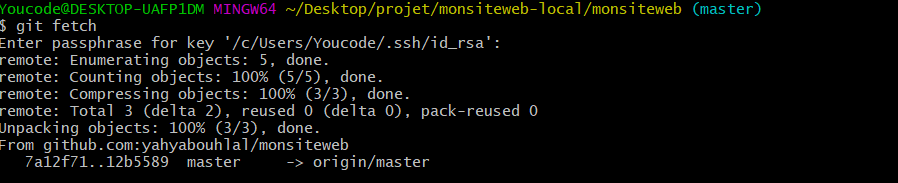 Youcode@DESKTOP-UAFP1DM MINGW64 ~/Desktop/projet/monsiteweb-local/monsiteweb (master)
$ git fetch
Enter passphrase for key '/c/Users/Youcode/.ssh/id_rsa':
remote: Enumerating objects: 5, done.
remote: Counting objects: 100% (5/5), done.
remote: Compressing objects: 100% (3/3), done.
remote: Total 3 (delta 2), reused 0 (delta 0), pack-reused 0
Unpacking objects: 100% (3/3), done.
From github.com:yahyabouhlal/monsiteweb
   7a12f71..12b5589  master     -> origin/master